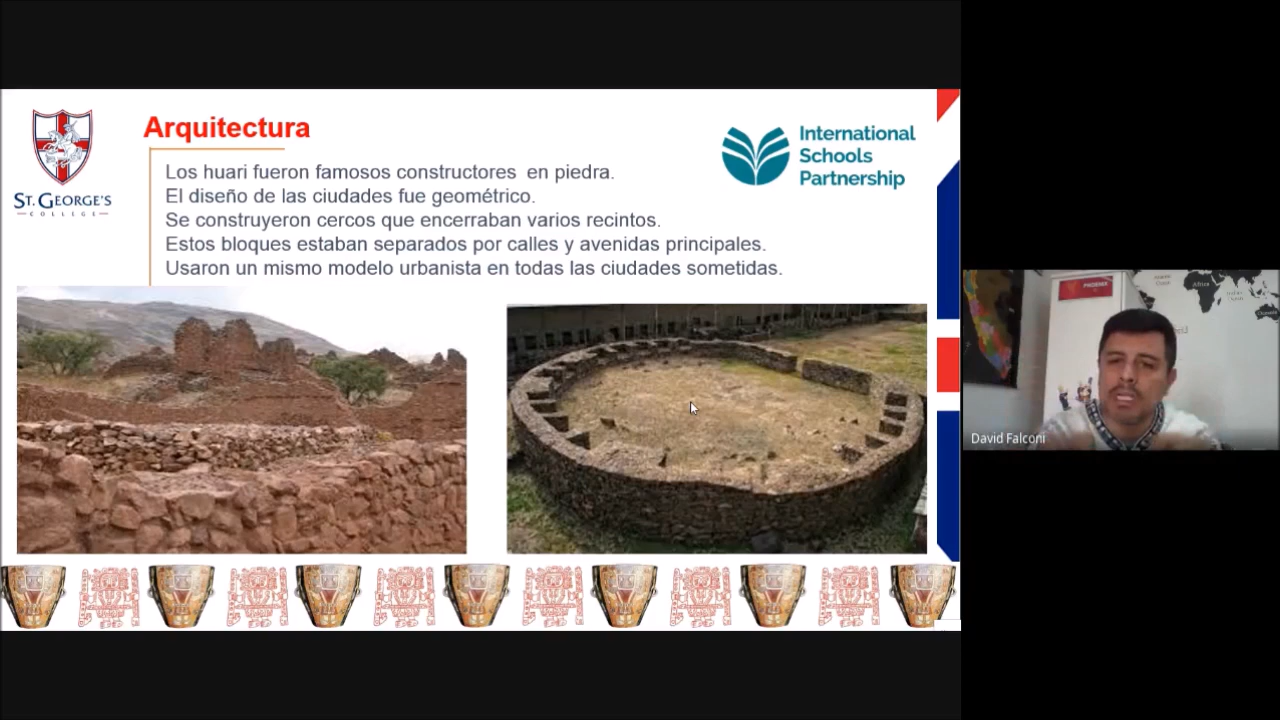 Arquitectura
Los huari fueron famosos constructores  en piedra.
El diseño de las ciudades fue geométrico.
Se construyeron cercos que encerraban varios recintos.
Estos bloques estaban separados por calles y avenidas principales.
Usaron un mismo modelo urbanista en todas las ciudades sometidas.
ST. GEORGE'S
COLLEGE
International
Schools
Partnership
PHOENIX
Africa
David Falconi